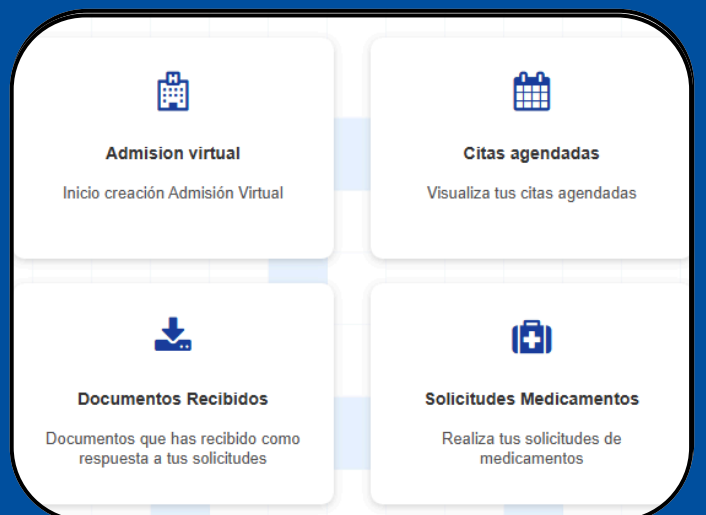 Admision virtual
Inicio creación Admisión Virtual
Citas agendadas
Visualiza tus citas agendadas
Documentos Recibidos
Documentos que has recibido como
respuesta a tus solicitudes
Solicitudes Medicamentos
Realiza tus solicitudes de
medicamentos